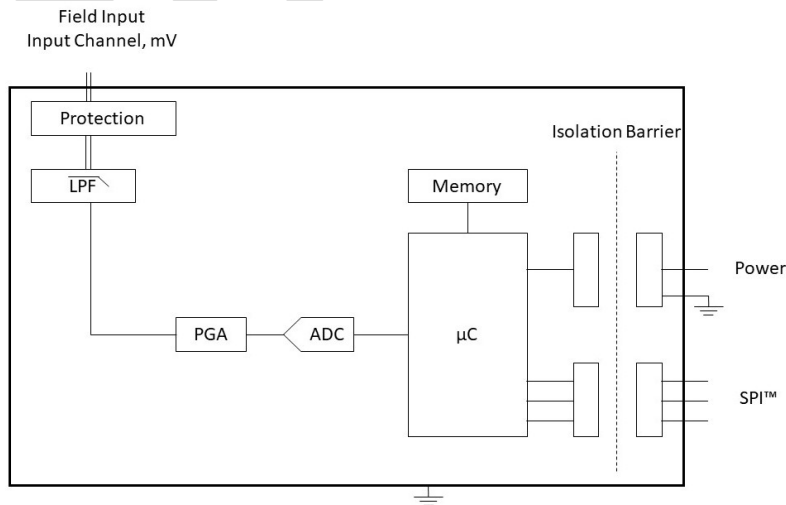 Field Input
Input Channel, mV
Protection
Isolation Barrier
LPF
Memory
Power
PGA
ADC
µC
SPI™